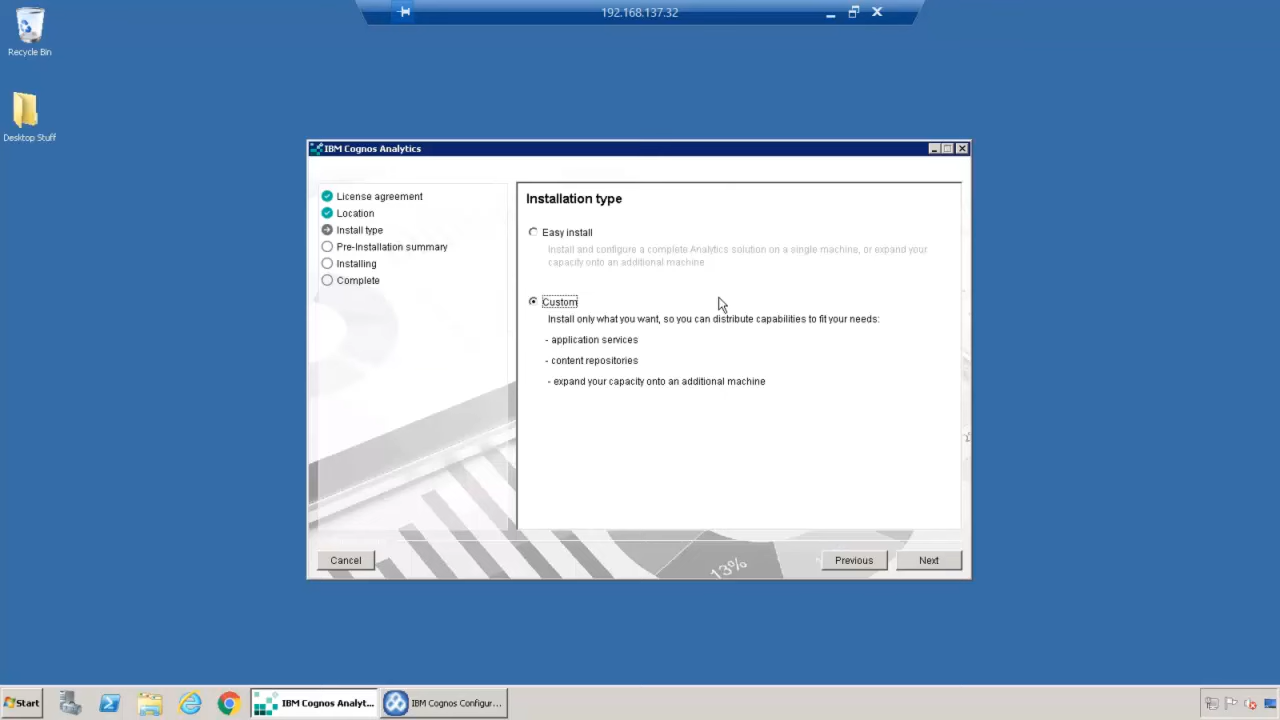 192.168.137.32
Recycle Bin
Desktop Stuff
IBM Cognos Analytics
License agreement
Location
Install type
Pre-Installation summary
Installing
Complete
Installation type
Easy install
Install and configure a complete Analytics solution on a single machine, or expand your
capacity onto an additional machine
Custom
Install only what you want, so you can distribute capabilities to fit your needs:
- application services
- content repositories
- expand your capacity onto an additional machine
13%
Cancel
Previous
Next
Start
IBM Cognos Analyt...
IBM Cognos Configur...